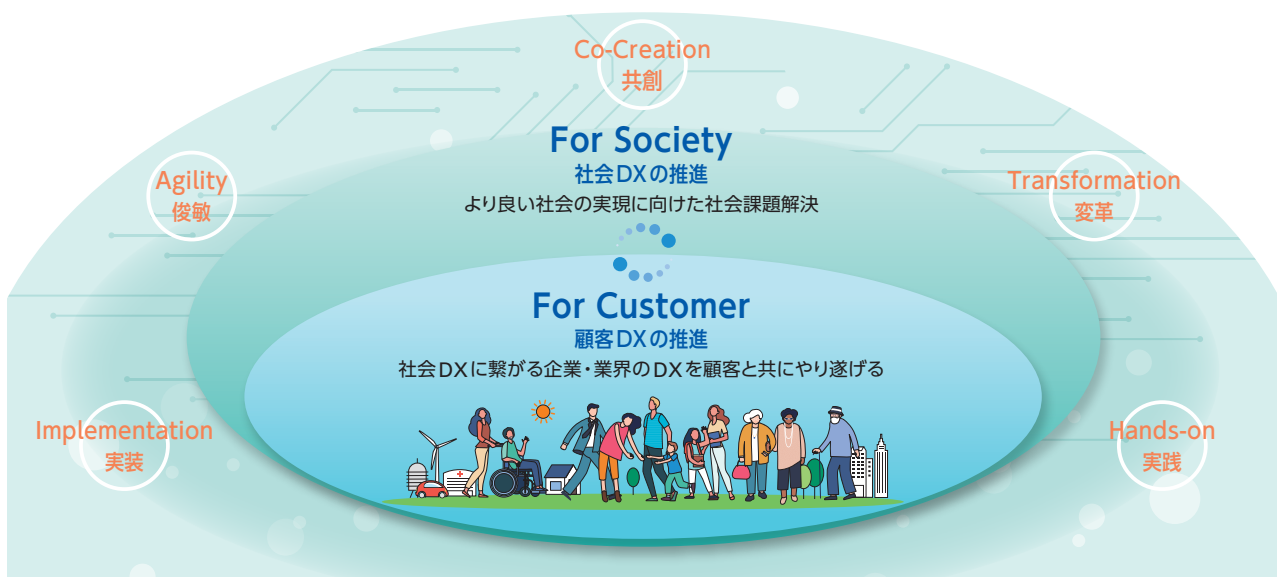 Co-Creation
共創
For Society
社会DXの推進
より良い社会の実現に向けた社会課題解決
Agility
俊敏
Transformation
変革
For Customer
顧客DXの推進
社会DXに繋がる企業・業界のDXを顧客と共にやり遂げる
Implementation
実装
Hands-on
実践